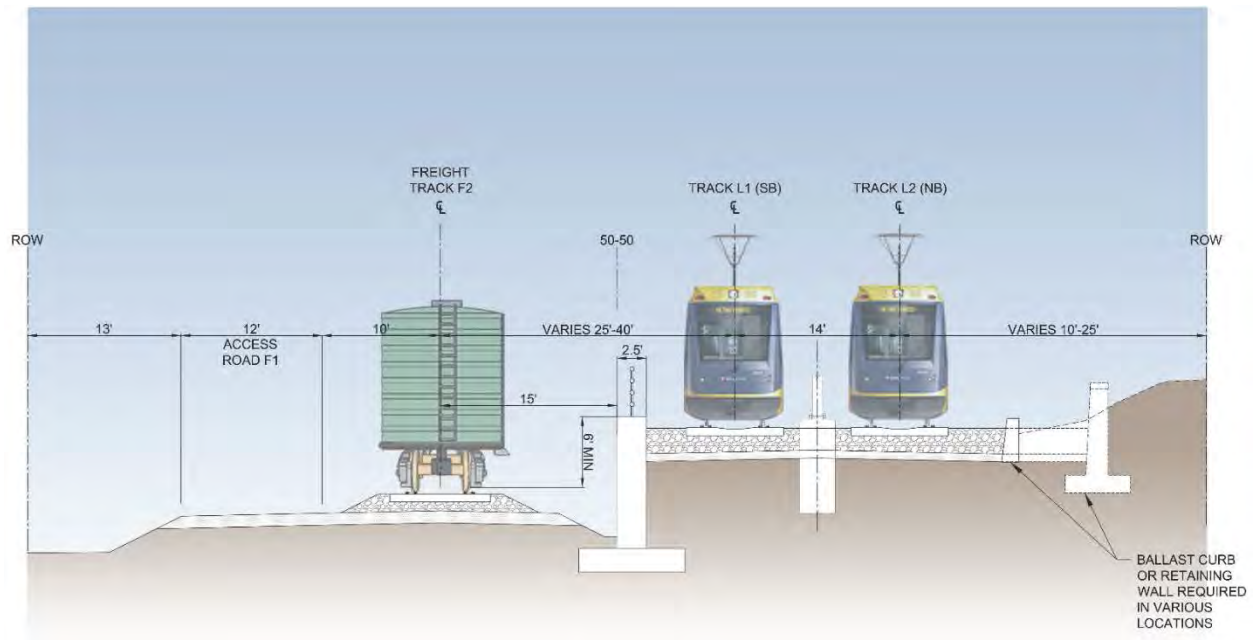 FREIGHT
TRACK F2
℄
TRACK L1 (SB)
℄
TRACK L2 (NB)
℄
ROW
50-50
ROW
13'
12'
ACCESS
ROAD F1
10'
VARIES 25'-40'
14'
VARIES 10'-25'
2.5'
15'
6' MIN
BALLAST CURB
OR RETAINING
WALL REQUIRED
IN VARIOUS
LOCATIONS